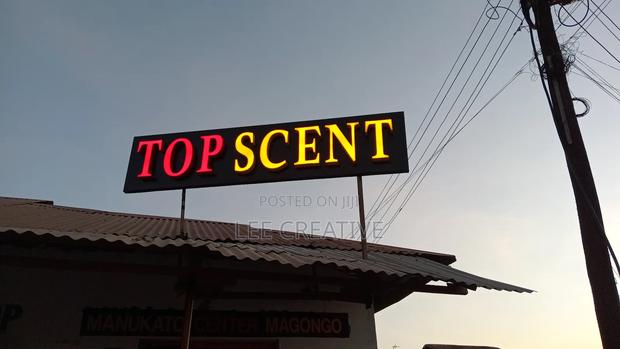 TOP SCENT
POSTED ON JIJI
LEE CREATIVE
MANUKATO CENTER MAGONGO